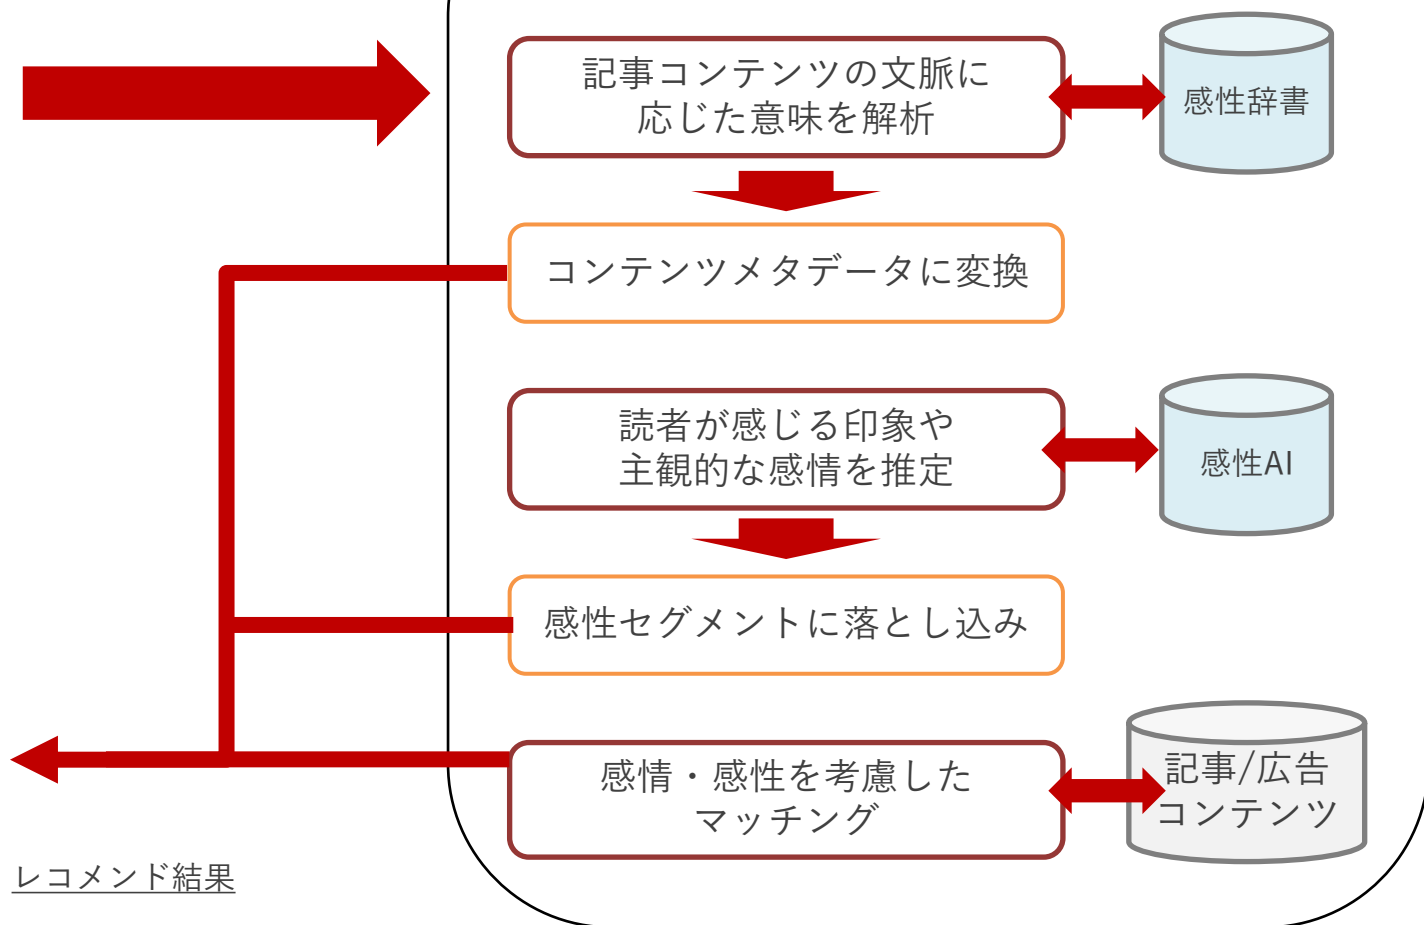 記事コンテンツの文脈に
応じた意味を解析
感性辞書
コンテンツメタデータに変換
読者が感じる印象や
主観的な感情を推定
感性AI
感性セグメントに落とし込み
感情・感性を考慮した
マッチング
記事/広告
コンテンツ
レコメンド結果